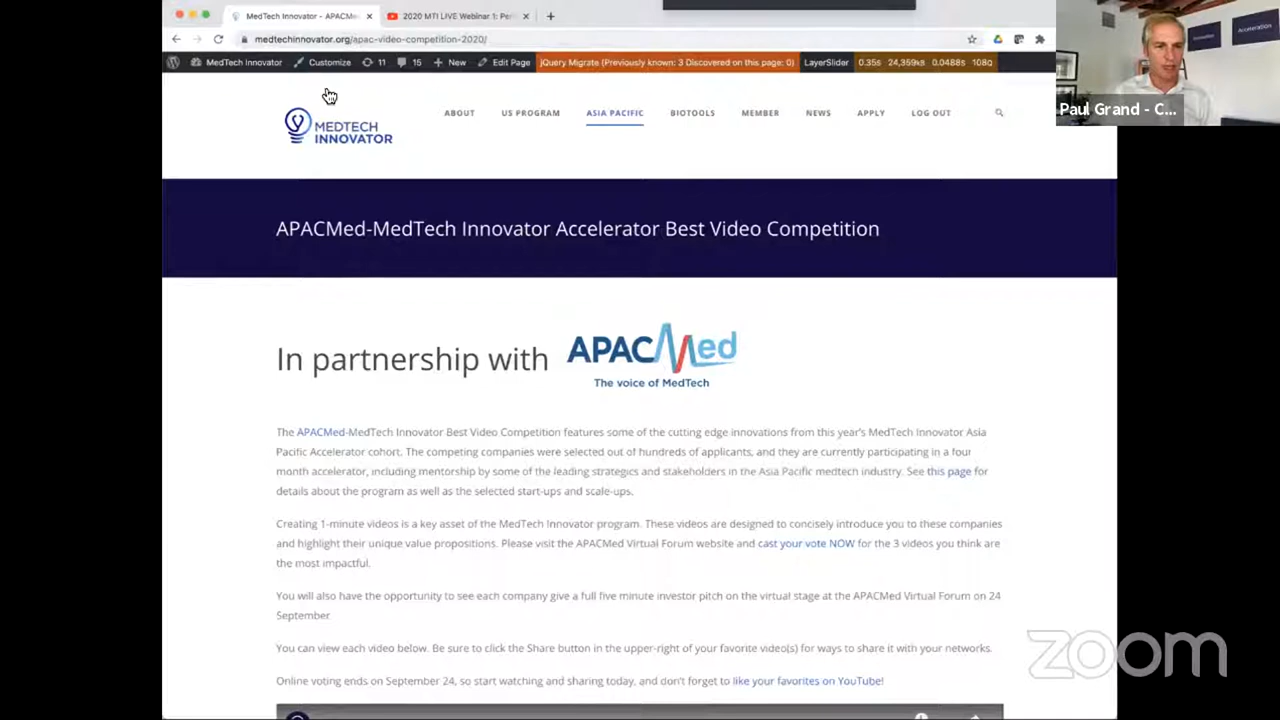 MedTech Innovator - APACMe
2020 MTI LIVE Webinar 1: Per
medtechinnovator.org/apac-video-competition-2020/
MedTech Innovator Customize 11 15 New Edit Page jQuery Migrate (Previously known: 3 Discovered on this page: 0) LayerSlider 0.35s 24,359kB 0.0488s 108Q
MEDTECH
INNOVATOR
ABOUT US PROGRAM ASIA PACIFIC BIOTOOLS MEMBER NEWS APPLY LOG OUT
Innovation
Acceleration
Paul Grand - C...
APACMed-MedTech Innovator Accelerator Best Video Competition
In partnership with
APACMed
The voice of MedTech
The APACMed-MedTech Innovator Best Video Competition features some of the cutting edge innovations from this year's MedTech Innovator Asia
Pacific Accelerator cohort. The competing companies were selected out of hundreds of applicants, and they are currently participating in a four
month accelerator, including mentorship by some of the leading strategics and stakeholders in the Asia Pacific medtech industry. See this page for
details about the program as well as the selected start-ups and scale-ups.
Creating 1-minute videos is a key asset of the MedTech Innovator program. These videos are designed to concisely introduce you to these companies
and highlight their unique value propositions. Please visit the APACMed Virtual Forum website and cast your vote NOW for the 3 videos you think are
the most impactful.
You will also have the opportunity to see each company give a full five minute investor pitch on the virtual stage at the APACMed Virtual Forum on 24
September.
You can view each video below. Be sure to click the Share button in the upper-right of your favorite video(s) for ways to share it with your networks.
Online voting ends on September 24, so start watching and sharing today, and don't forget to like your favorites on YouTube!
zoom